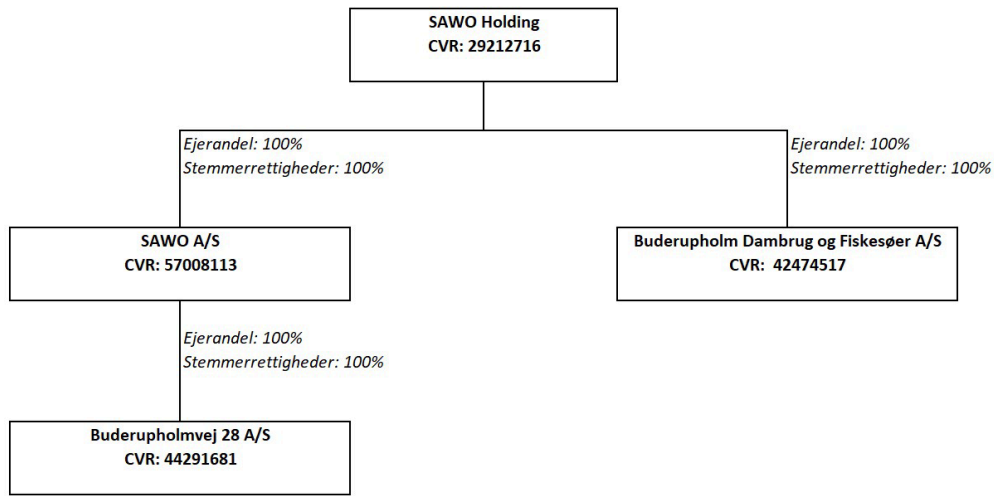 SAWO Holding
CVR: 29212716
Ejerandel: 100%
Stemmerrettigheder: 100%
Ejerandel: 100%
Stemmerrettigheder: 100%
SAWO A/S
CVR: 57008113
Buderupholm Dambrug og Fiskesøer A/S
CVR:  42474517
Ejerandel: 100%
Stemmerrettigheder: 100%
Buderupholmvej 28 A/S
CVR: 44291681